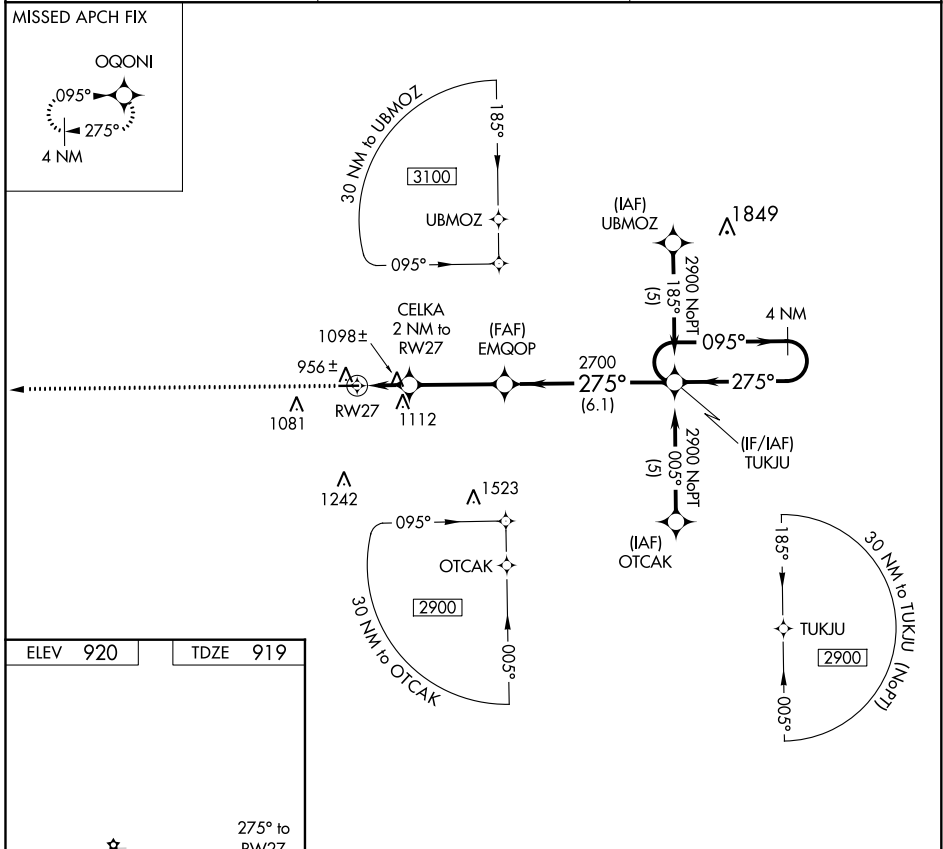 MISSED APCH FIX
OQONI
095°
275°
4 NM
30 NM to UBMOZ
185°
3100
UBMOZ
095°
(IAF)
UBMOZ
1849
2900 NoPT
185°
(5)
4 NM
095°
275°
CELKA
2 NM to
RW27
1098±
956±
(FAF)
EMQOP
2700
275°
(6.1)
RW27
1081
1112
(IF/IAF)
TUKJU
2900 NoPT
005°
(5)
(IAF)
OTCAK
1242
1523
095°
OTCAK
2900
30 NM to OTCAK
005°
185°
30 NM to TUKJU (NoPT)
TUKJU
2900
005°
ELEV 920
TDZE 919
275° to
RW27